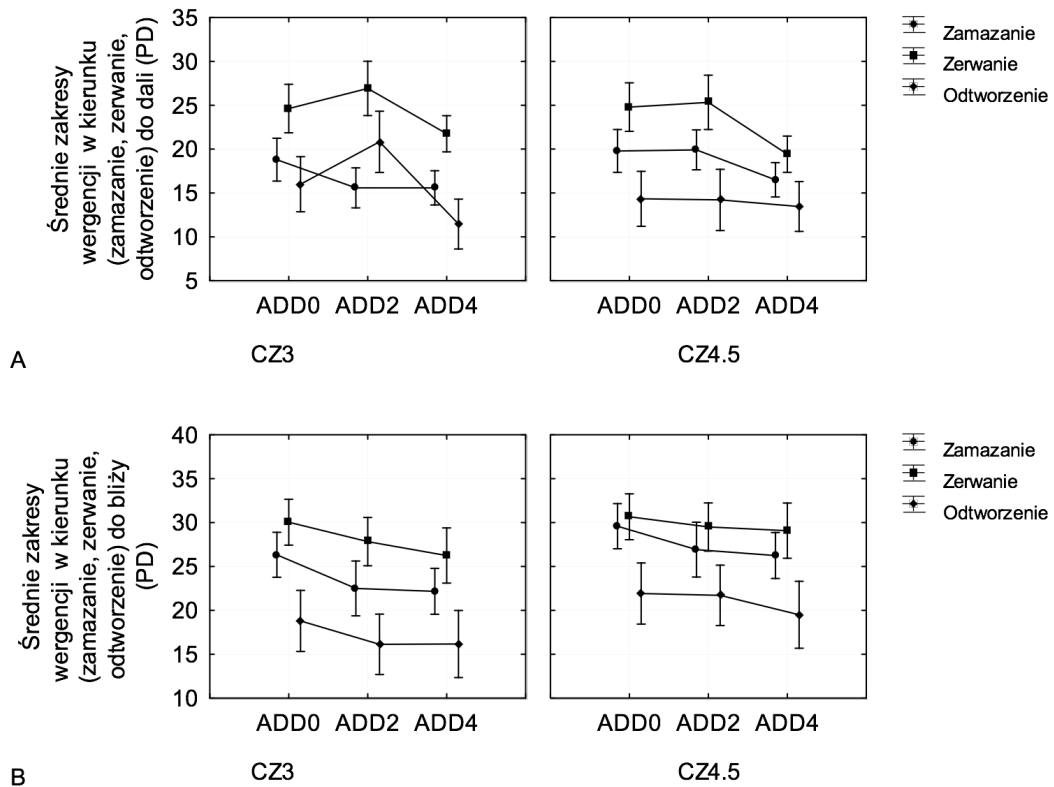 Średnie zakresy
wergencji w kierunku
(zamazanie, zerwanie,
odtworzenie) do dali (PD)
35
30
25
20
15
10
5
ADD0 ADD2 ADD4
CZ3
ADD0 ADD2 ADD4
CZ4.5
Zamazanie
Zerwanie
Odtworzenie
A
Średnie zakresy
wergencji w kierunku
(zamazanie, zerwanie,
odtworzenie) do bliży
(PD)
40
35
30
25
20
15
10
ADD0 ADD2 ADD4
CZ3
ADD0 ADD2 ADD4
CZ4.5
Zamazanie
Zerwanie
Odtworzenie
B